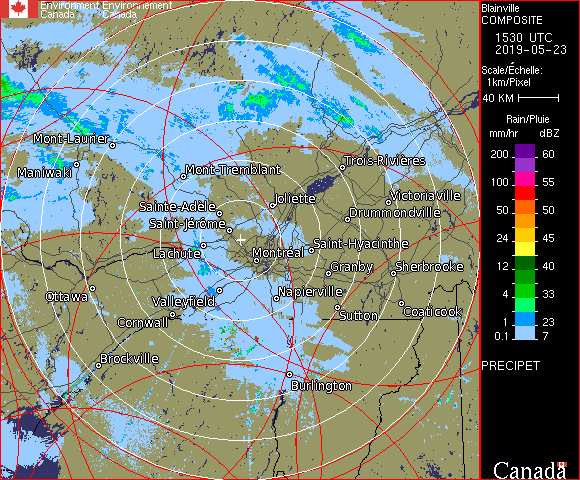 Environment Environnement
Canada Canada
Mont-Laurier
Maniwaki
Mont-Tremblant
Trois-Rivières
Sainte-Adèle
Joliette
Victoriaville
Saint-Jérôme
Drummondville
Lachute
Montréal
Saint-Hyacinthe
Granby
Sherbrooke
Ottawa
Valleyfield
Napierville
Cornwall
Sutton
Coaticook
Brockville
Burlington
Blainville
COMPOSITE
1530 UTC
2019-05-23
Scale/Échelle:
1km/Pixel
40 KM
Rain/Pluie
mm/hr dBZ
200 60
100 55
50 50
24 45
12 40
4 33
1 23
0.1 7
PRECIPET
Canada